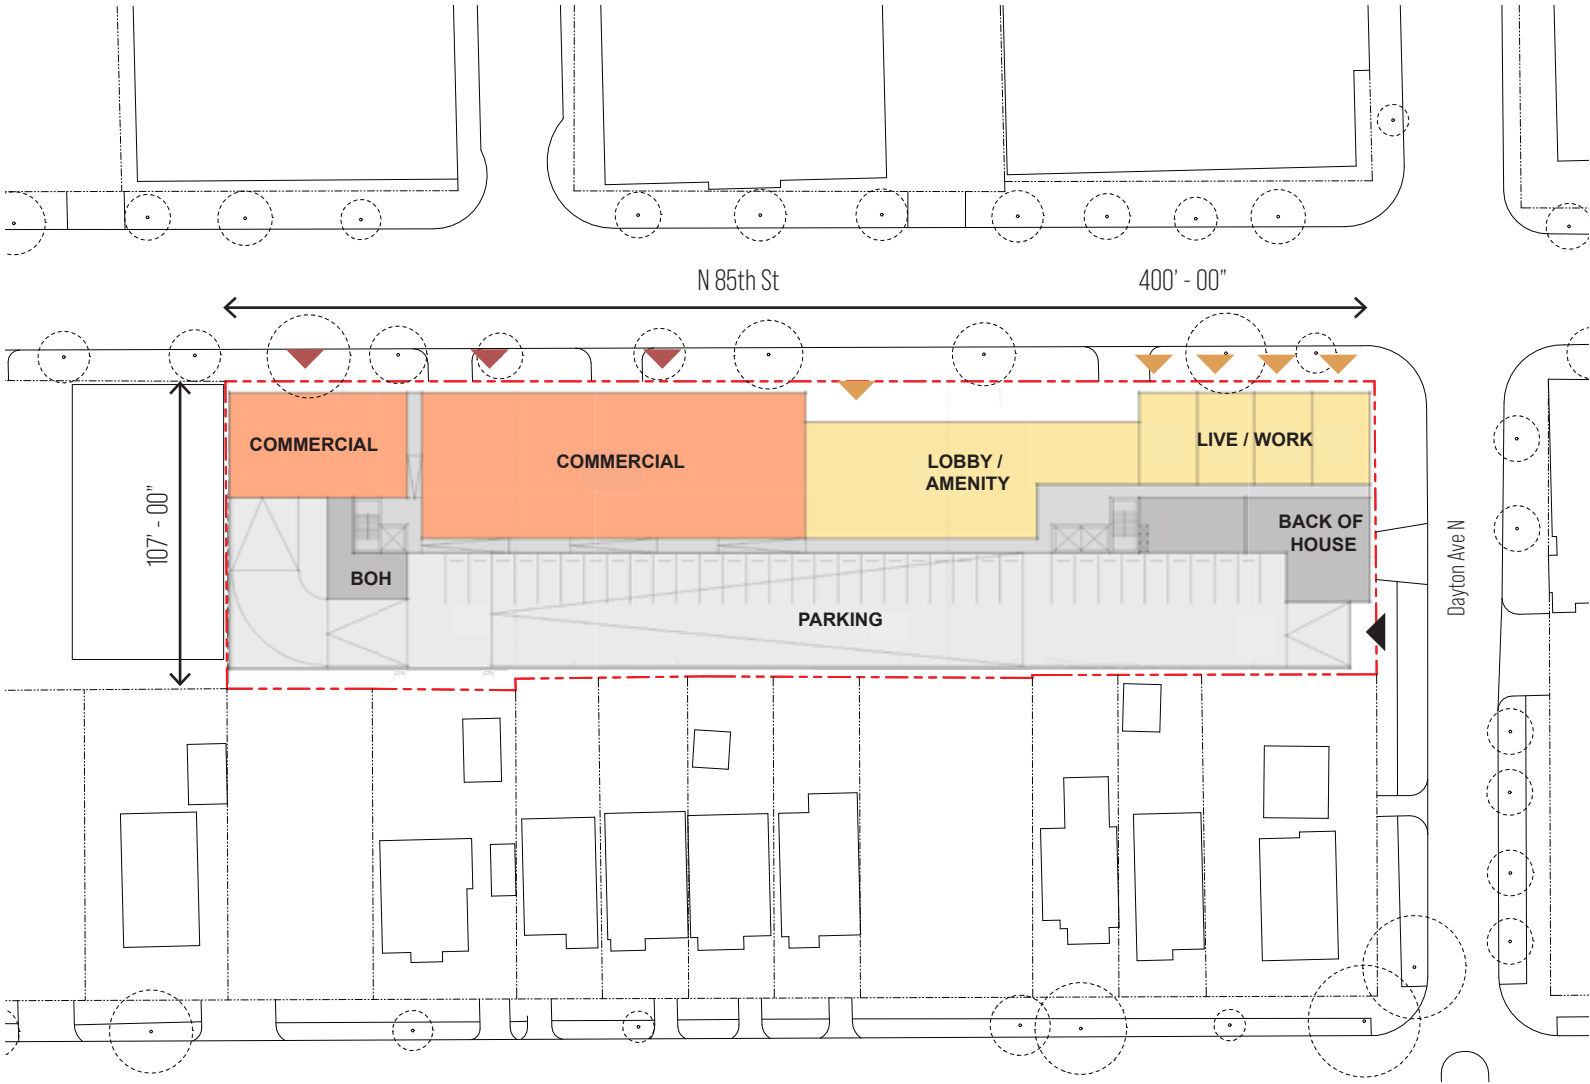 N 85th St
400' - 00"
107' - 00"
COMMERCIAL
COMMERCIAL
LOBBY /
AMENITY
LIVE / WORK
BACK OF
HOUSE
BOH
PARKING
Dayton Ave N